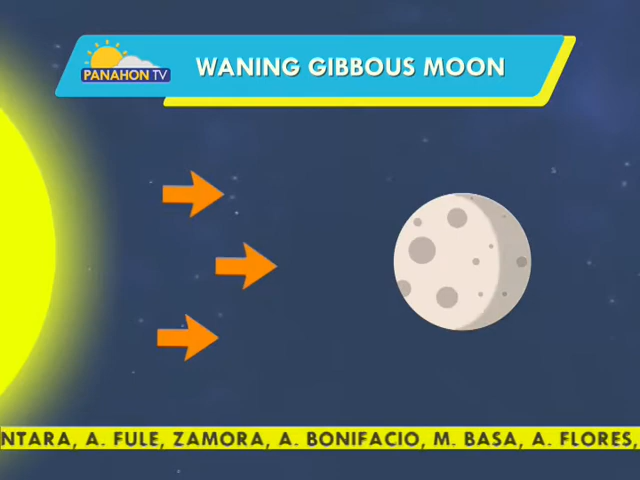 PANAHON TV
WANING GIBBOUS MOON
NTARA, A. FULE, ZAMORA, A. BONIFACIO, M. BASA, A. FLORES,